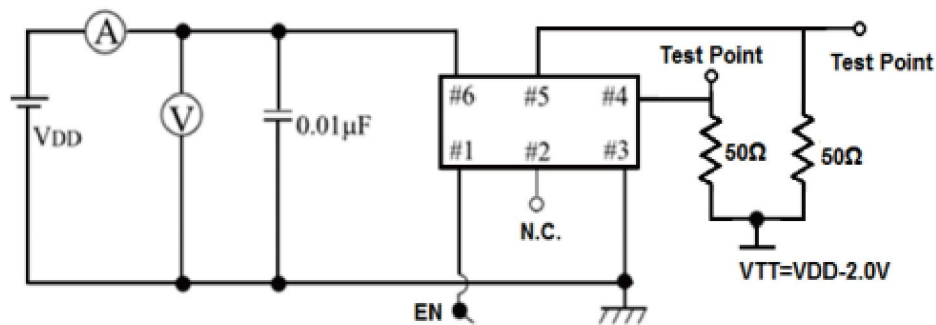 A
Test Point
Test Point
#6 #5 #4
V
VDD
0.01μF
#1 #2 #3
50Ω
50Ω
N.C.
VTT=VDD-2.0V
EN